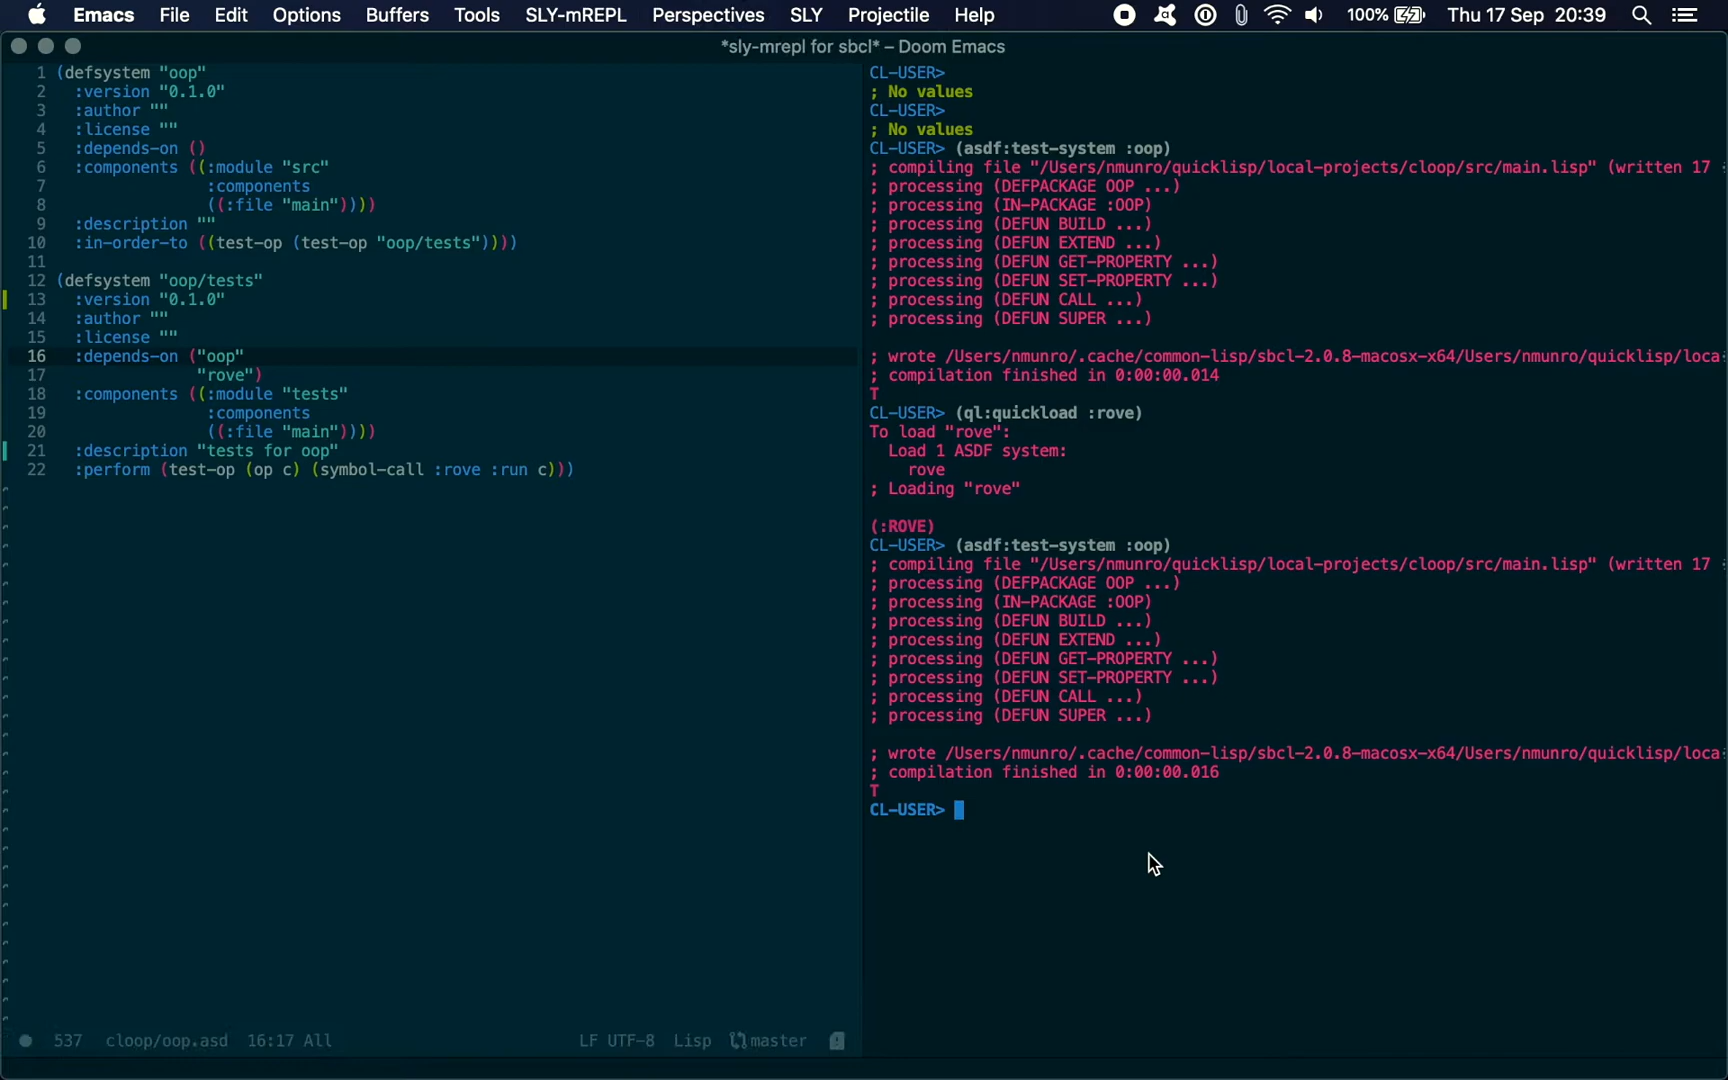 Emacs File Edit Options Buffers Tools SLY-mREPL Perspectives SLY Projectile Help 100% Thu 17 Sep 20:39
*sly-mrepl for sbcl* – Doom Emacs
1 (defsystem "oop"
2 :version "0.1.0"
3 :author ""
4 :license ""
5 :depends-on ()
6 :components ((:module "src"
7 :components
8 ((:file "main"))))
9 :description ""
10 :in-order-to ((test-op (test-op "oop/tests"))))
11
12 (defsystem "oop/tests"
13 :version "0.1.0"
14 :author ""
15 :license ""
16 :depends-on ("oop"
17 "rove")
18 :components ((:module "tests"
19 :components
20 ((:file "main"))))
21 :description "tests for oop"
22 :perform (test-op (op c) (symbol-call :rove :run c)))
537 cloop/oop.asd 16:17 All LF UTF-8 Lisp master
CL-USER>
; No values
CL-USER>
; No values
CL-USER> (asdf:test-system :oop)
; compiling file "/Users/nmunro/quicklisp/local-projects/cloop/src/main.lisp" (written 17
; processing (DEFPACKAGE OOP ...)
; processing (IN-PACKAGE :OOP)
; processing (DEFUN BUILD ...)
; processing (DEFUN EXTEND ...)
; processing (DEFUN GET-PROPERTY ...)
; processing (DEFUN SET-PROPERTY ...)
; processing (DEFUN CALL ...)
; processing (DEFUN SUPER ...)
; wrote /Users/nmunro/.cache/common-lisp/sbcl-2.0.8-macosx-x64/Users/nmunro/quicklisp/loca
; compilation finished in 0:00:00.014
T
CL-USER> (ql:quickload :rove)
To load "rove":
Load 1 ASDF system:
rove
; Loading "rove"
(:ROVE)
CL-USER> (asdf:test-system :oop)
; compiling file "/Users/nmunro/quicklisp/local-projects/cloop/src/main.lisp" (written 17
; processing (DEFPACKAGE OOP ...)
; processing (IN-PACKAGE :OOP)
; processing (DEFUN BUILD ...)
; processing (DEFUN EXTEND ...)
; processing (DEFUN GET-PROPERTY ...)
; processing (DEFUN SET-PROPERTY ...)
; processing (DEFUN CALL ...)
; processing (DEFUN SUPER ...)
; wrote /Users/nmunro/.cache/common-lisp/sbcl-2.0.8-macosx-x64/Users/nmunro/quicklisp/loca
; compilation finished in 0:00:00.016
T
CL-USER>